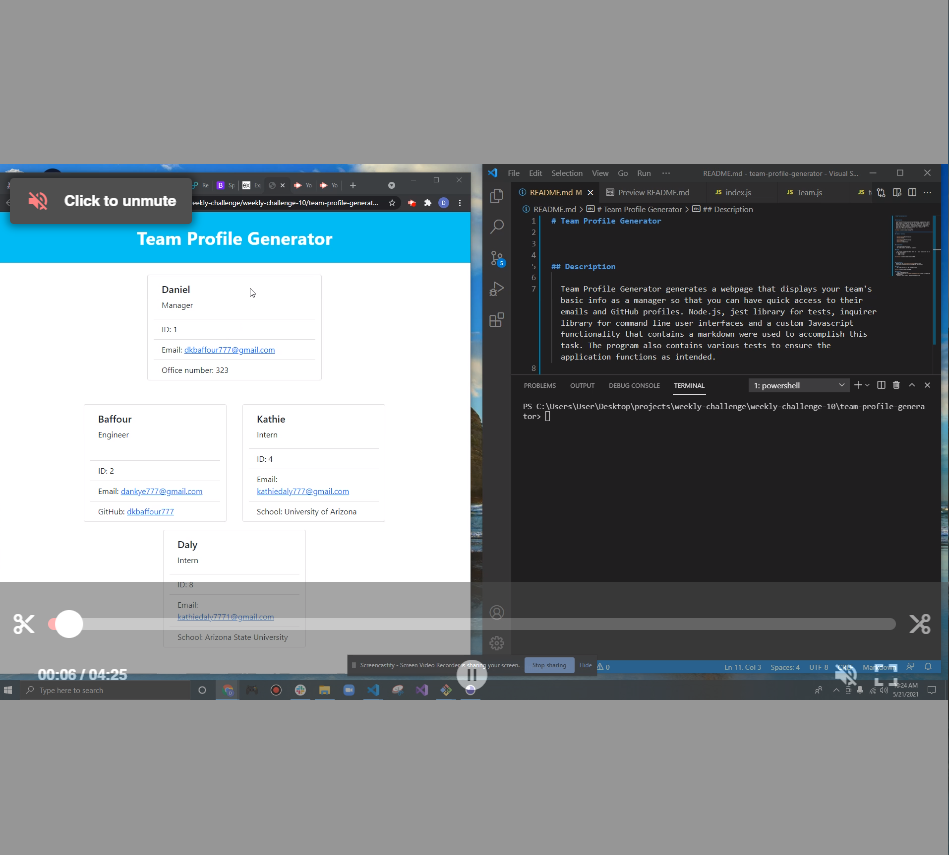 Click to unmute
eekly-challenge/weekly-challenge-10/team-profile-generat...
Team Profile Generator
Daniel
Manager
ID: 1
Email: dkbaffour777@gmail.com
Office number: 323
Baffour
Engineer
ID: 2
Email: dankye777@gmail.com
GitHub: dkbaffour777
Kathie
Intern
ID: 4
Email:
kathiedaly777@gmail.com
School: University of Arizona
Daly
Intern
ID: 8
Email:
kathiedaly7771@gmail.com
School: Arizona State University
File Edit Selection View Go Run ··· README.md - team-profile-generator - Visual S...
README.md M Preview README.md JS index.js JS Team.js JS
README.md > # Team Profile Generator > ## Description
1 # Team Profile Generator
2
3
4
5 ## Description
6
7 Team Profile Generator generates a webpage that displays your team's
basic info as a manager so that you can have quick access to their
emails and GitHub profiles. Node.js, jest library for tests, inquirer
library for command line user interfaces and a custom Javascript
functionality that contains a markdown were used to accomplish this
task. The program also contains various tests to ensure the
application functions as intended.
8
PROBLEMS OUTPUT DEBUG CONSOLE TERMINAL 1: powershell
PS C:\Users\User\Desktop\projects\weekly-challenge\weekly-challenge-10\team-profile-genera
tor>
00:06 / 04:25
Screencastify - Screen Video Recorder is sharing your screen. Stop sharing Hide
0 Ln 11, Col 3 Spaces: 4 UTF-8
Type here to search
5/21/2021